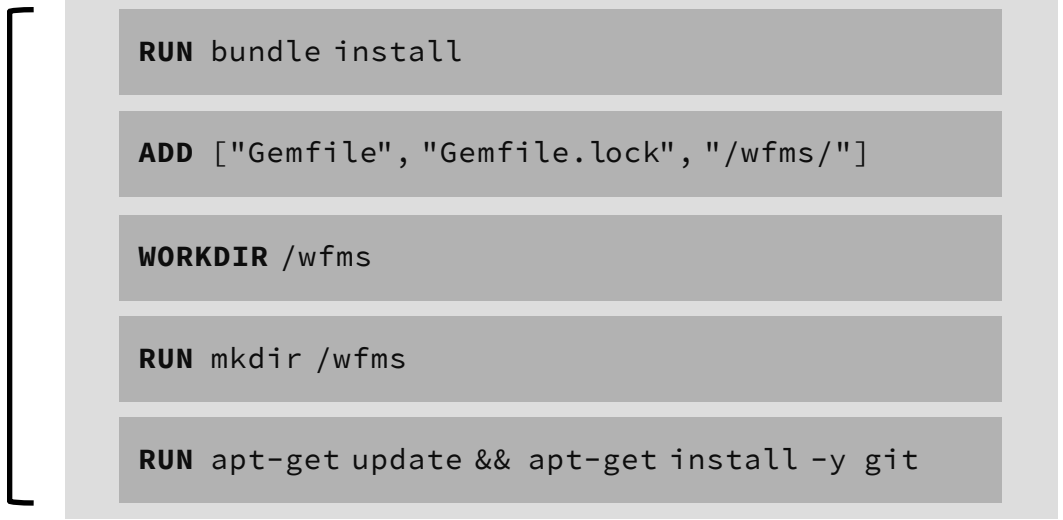 RUN bundle install
ADD ["Gemfile", "Gemfile.lock", "/wfms/"]
WORKDIR /wfms
RUN mkdir /wfms
RUN apt-get update && apt-get install -y git